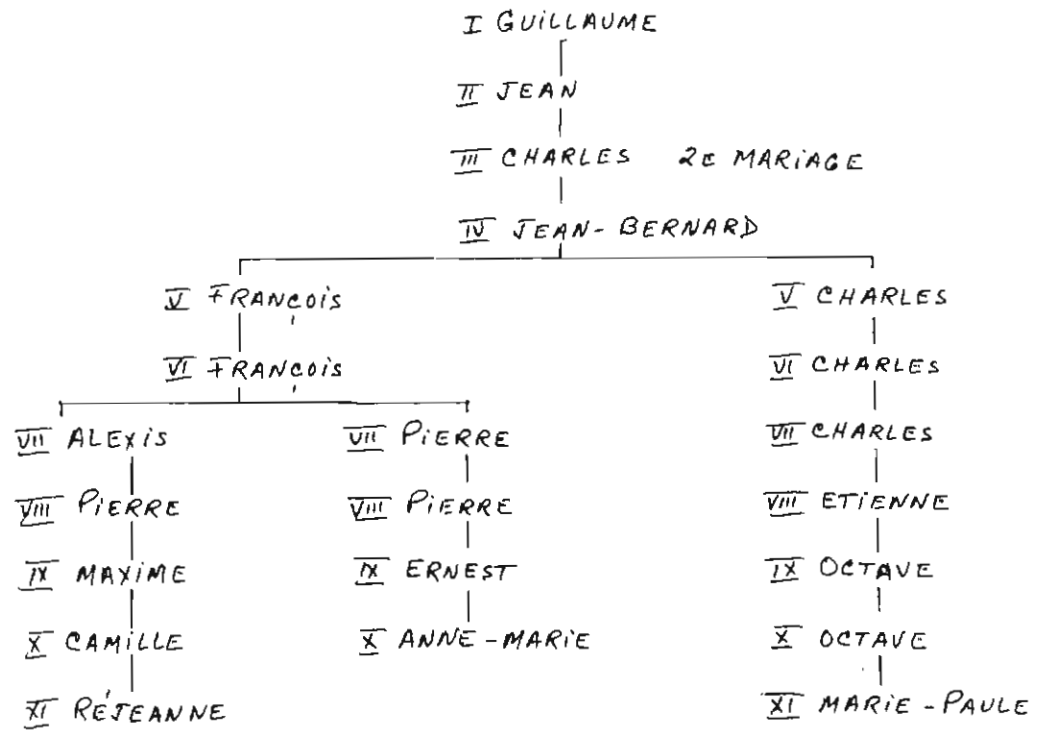 I GUILLAUME
II JEAN
III CHARLES 2E MARIAGE
IV JEAN-BERNARD
V FRANÇOIS V CHARLES
VI FRANÇOIS VI CHARLES
VII ALEXIS VII PIERRE VII CHARLES
VIII PIERRE VIII PIERRE VIII ETIENNE
IX MAXIME IX ERNEST IX OCTAVE
X CAMILLE X ANNE-MARIE X OCTAVE
XI RÉJEANNE XI MARIE-PAULE